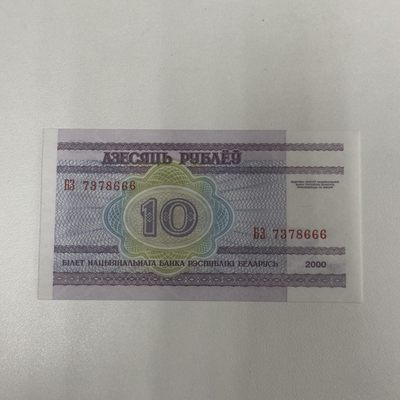 ДЗЕСЯЦЬ РУБЛЁЎ
БЗ 7378666
10
БЗ 7378666
БІЛЕТ НАЦЫЯНАЛЬНАГА БАНКА РЭСПУБЛІКІ БЕЛАРУСЬ
2000